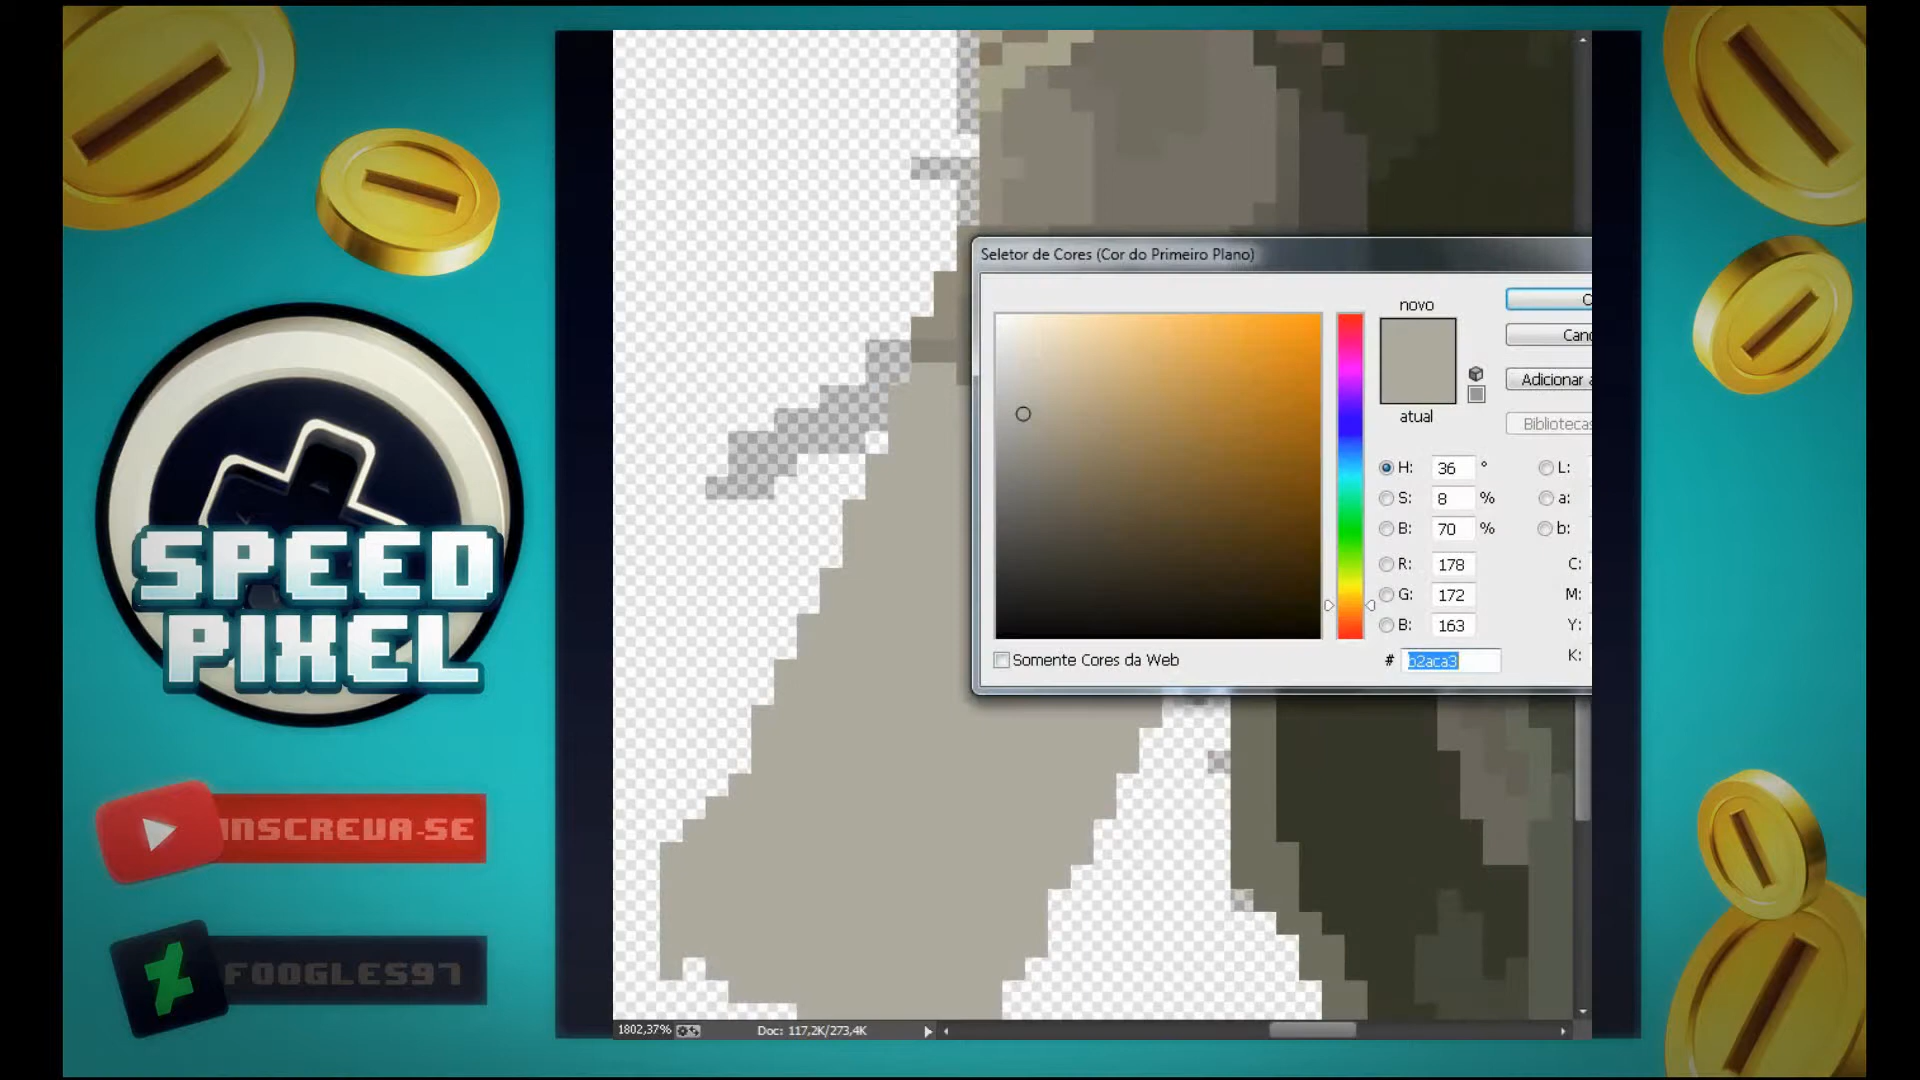 Seletor de Cores (Cor do Primeiro Plano)
novo
atual
Canc
Adicionar a
Bibliotecas
H: 36 °
S: 8 %
B: 70 %
R: 178
G: 172
B: 163
# b2aca3
L:
a:
b:
C:
M:
Y:
K:
Somente Cores da Web
SPEED
PIXEL
INSCREVA-SE
FOOGLES97
1802,37%
Doc: 117,2K/273,4K